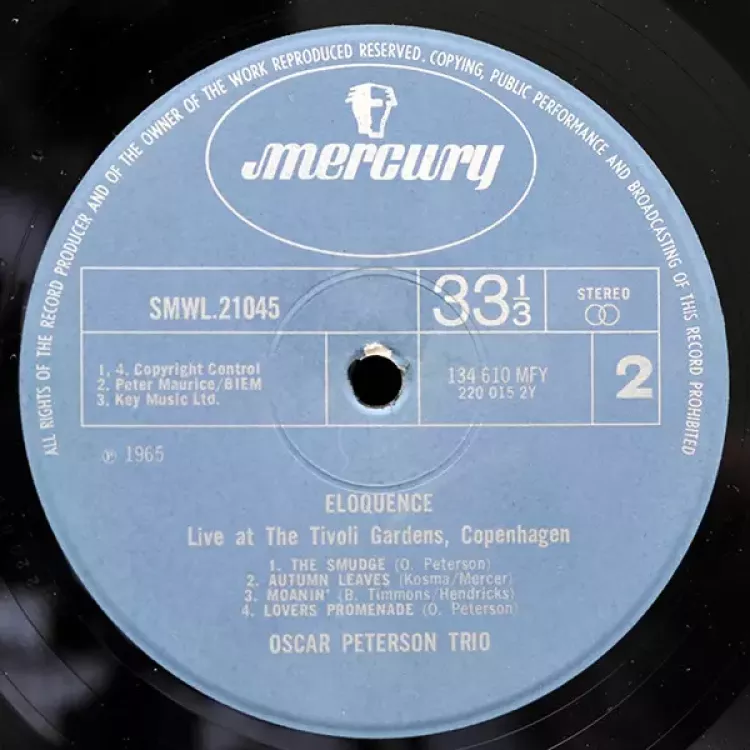 ALL RIGHTS OF THE RECORD PRODUCER AND OF THE OWNER OF THE WORK REPRODUCED RESERVED. COPYING, PUBLIC PERFORMANCE AND BROADCASTING OF THIS RECORD PROHIBITED
mercury
SMWL.21045
33 1/3
STEREO
1. 4. Copyright Control
2. Peter Maurice/BIEM
3. Key Music Ltd.
134 610 MFY
220 015 2Y
2
℗ 1965
ELOQUENCE
Live at The Tivoli Gardens, Copenhagen
1. THE SMUDGE (O. Peterson)
2. AUTUMN LEAVES (Kosma/Mercer)
3. MOANIN' (B. Timmons/Hendricks)
4. LOVERS PROMENADE (O. Peterson)
OSCAR PETERSON TRIO